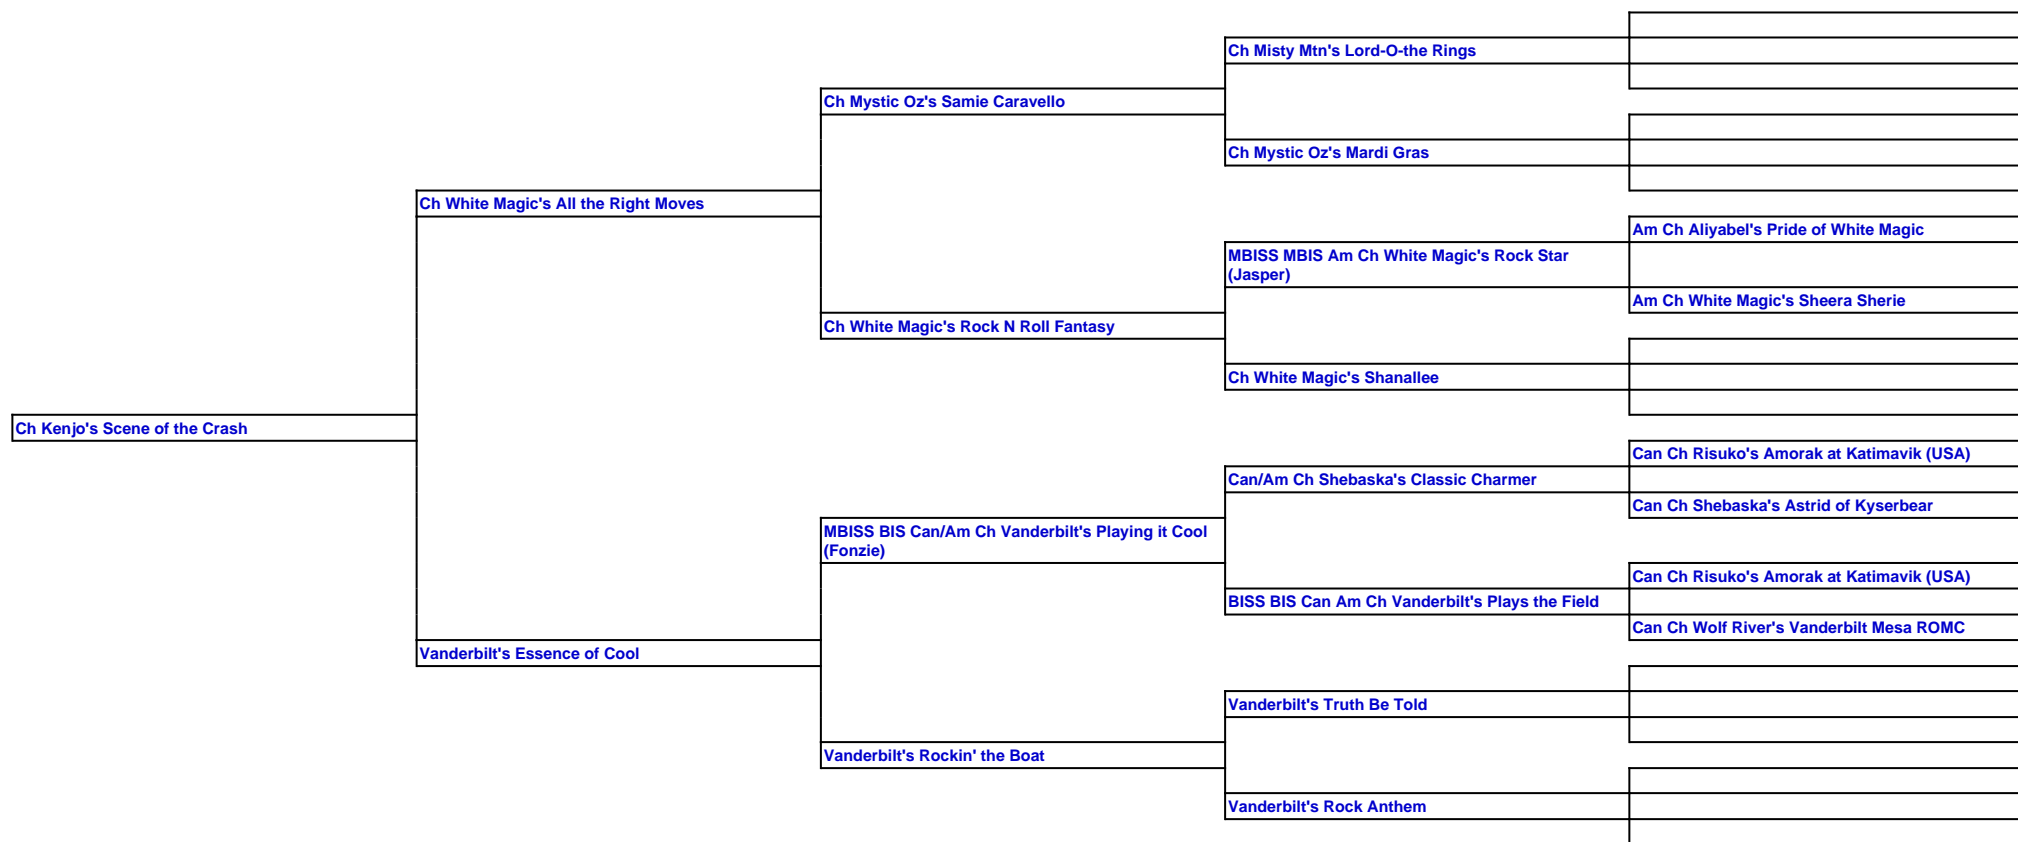 Ch Misty Mtn's Lord-O-the Rings
Ch Mystic Oz's Samie Caravello
Ch Mystic Oz's Mardi Gras
Ch White Magic's All the Right Moves
Am Ch Aliyabel's Pride of White Magic
MBISS MBIS Am Ch White Magic's Rock Star
(Jasper)
Am Ch White Magic's Sheera Sherie
Ch White Magic's Rock N Roll Fantasy
Ch White Magic's Shanallee
Ch Kenjo's Scene of the Crash
Can Ch Risuko's Amorak at Katimavik (USA)
Can/Am Ch Shebaska's Classic Charmer
Can Ch Shebaska's Astrid of Kyserbear
MBISS BIS Can/Am Ch Vanderbilt's Playing it Cool
(Fonzie)
Can Ch Risuko's Amorak at Katimavik (USA)
BISS BIS Can Am Ch Vanderbilt's Plays the Field
Can Ch Wolf River's Vanderbilt Mesa ROMC
Vanderbilt's Essence of Cool
Vanderbilt's Truth Be Told
Vanderbilt's Rockin' the Boat
Vanderbilt's Rock Anthem